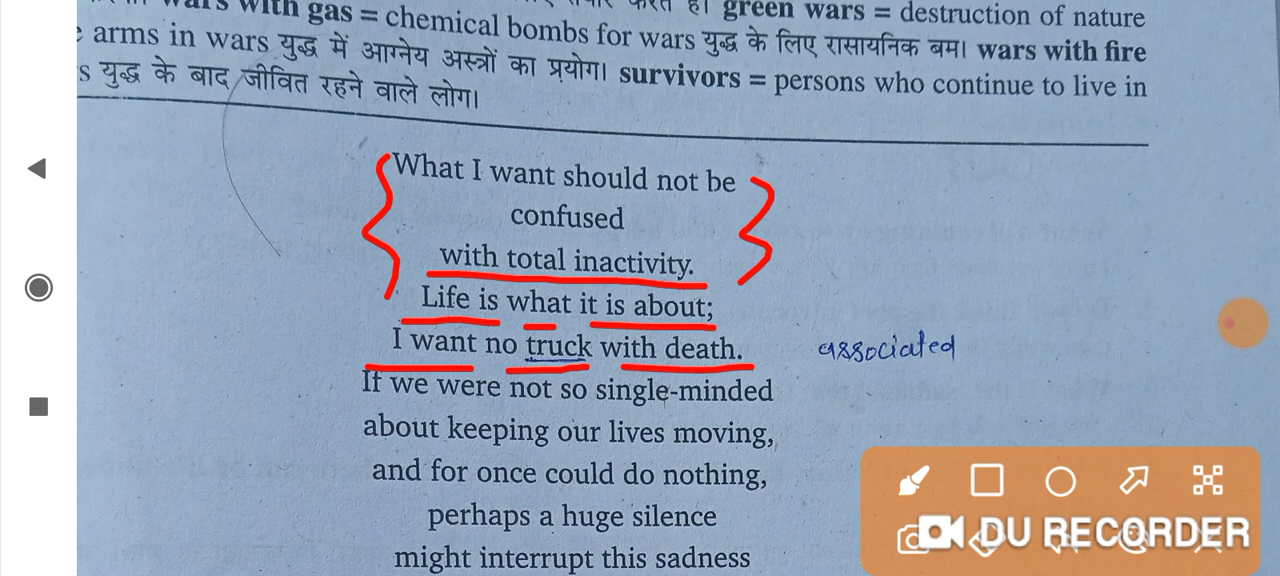 wars with gas = chemical bombs for wars युद्ध के लिए रासायनिक बम। wars with fire
green wars = destruction of nature
arms in wars युद्ध में आग्नेय अस्त्रों का प्रयोग। survivors = persons who continue to live in
s युद्ध के बाद जीवित रहने वाले लोग।
What I want should not be
confused
with total inactivity.
Life is what it is about;
I want no truck with death.
associated
If we were not so single-minded
about keeping our lives moving,
and for once could do nothing,
perhaps a huge silence
might interrupt this sadness
DU RECORDER